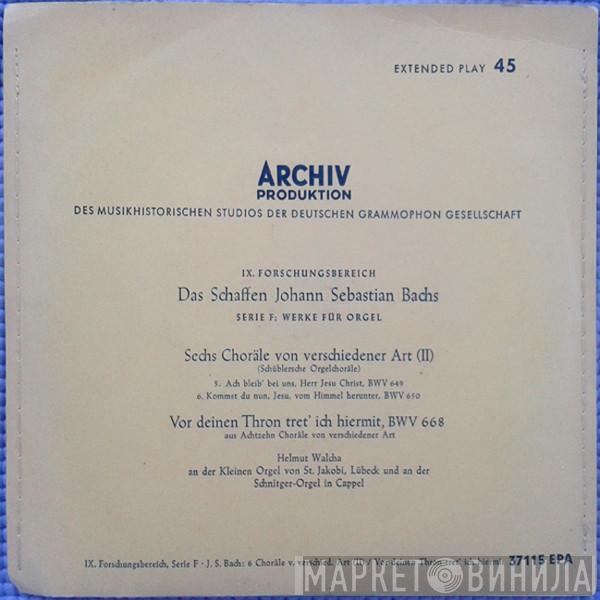 EXTENDED PLAY 45
ARCHIV
PRODUKTION
DES MUSIKHISTORISCHEN STUDIOS DER DEUTSCHEN GRAMMOPHON GESELLSCHAFT
IX. FORSCHUNGSBEREICH
Das Schaffen Johann Sebastian Bachs
SERIE F: WERKE FÜR ORGEL
Sechs Choräle von verschiedener Art (II)
(Schüblersche Orgelchoräle)
5. Ach bleib' bei uns, Herr Jesu Christ, BWV 649
6. Kommst du nun, Jesu, vom Himmel herunter, BWV 650
Vor deinen Thron tret' ich hiermit, BWV 668
aus Achtzehn Choräle von verschiedener Art
Helmut Walcha
an der Kleinen Orgel von St. Jakobi, Lübeck und an der
Schnitger-Orgel in Cappel
IX. Forschungsbereich, Serie F · J. S. Bach: 6 Choräle v. verschied. Art (II) / Vor deinen Thron tret' ich hiermit 37115 EPA
МАРКЕТ ВИНИЛА